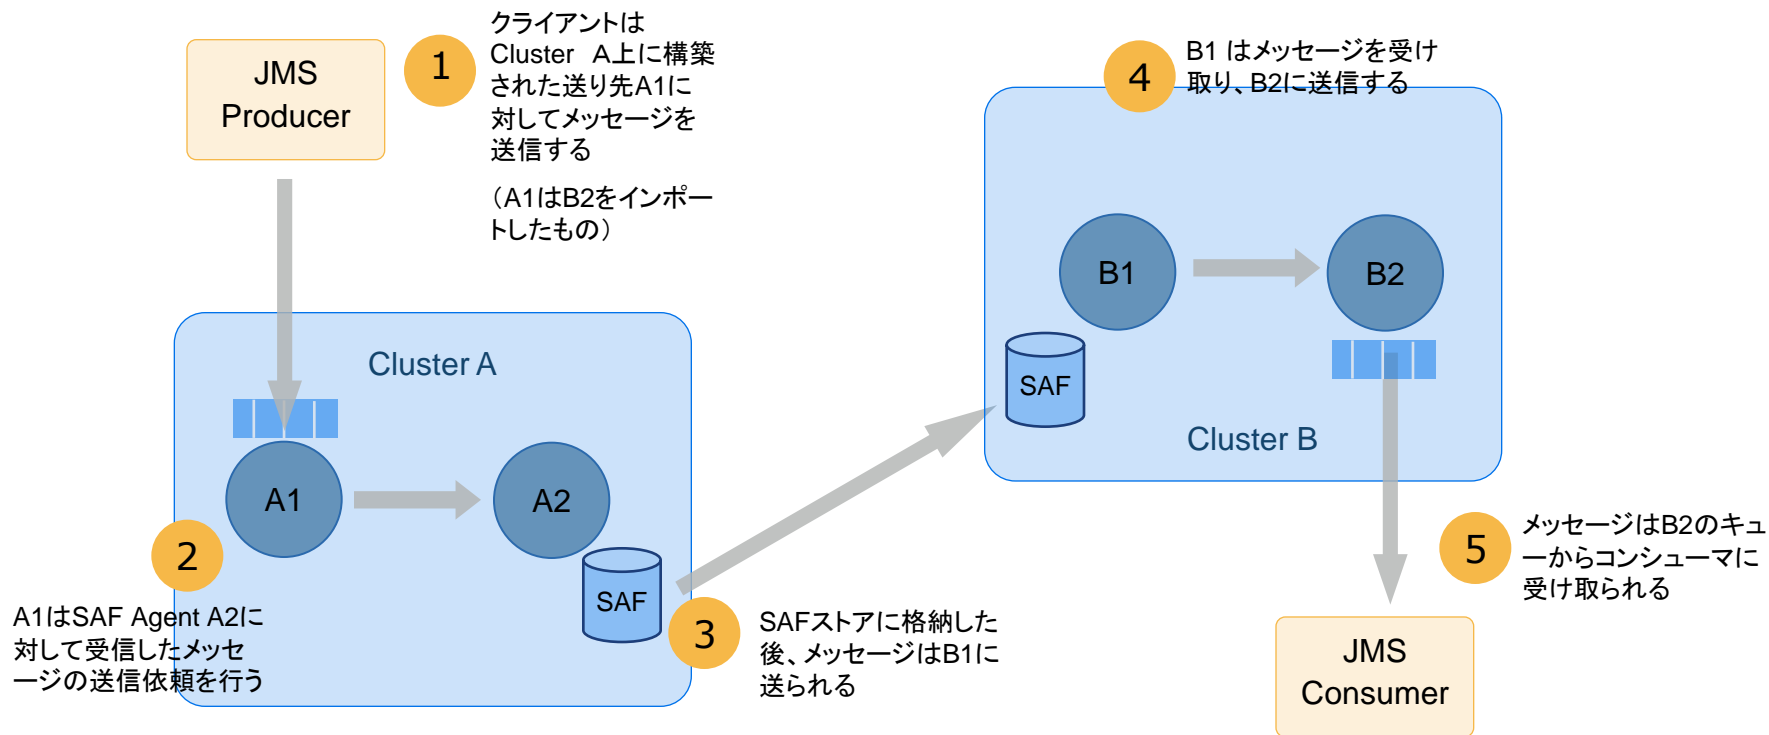 JMS
Producer
1
クライアントは
Cluster　A上に構築
された送り先A1に
対してメッセージを
送信する
（A1はB2をインポー
トしたもの）
Cluster A
A1
A2
SAF
2
A1はSAF Agent A2に
対して受信したメッセ
ージの送信依頼を行う
3
SAFストアに格納した
後、メッセージはB1に
送られる
4
B1 はメッセージを受け
取り、B2に送信する
B1
B2
SAF
Cluster B
5
メッセージはB2のキュ
ーからコンシューマに
受け取られる
JMS
Consumer